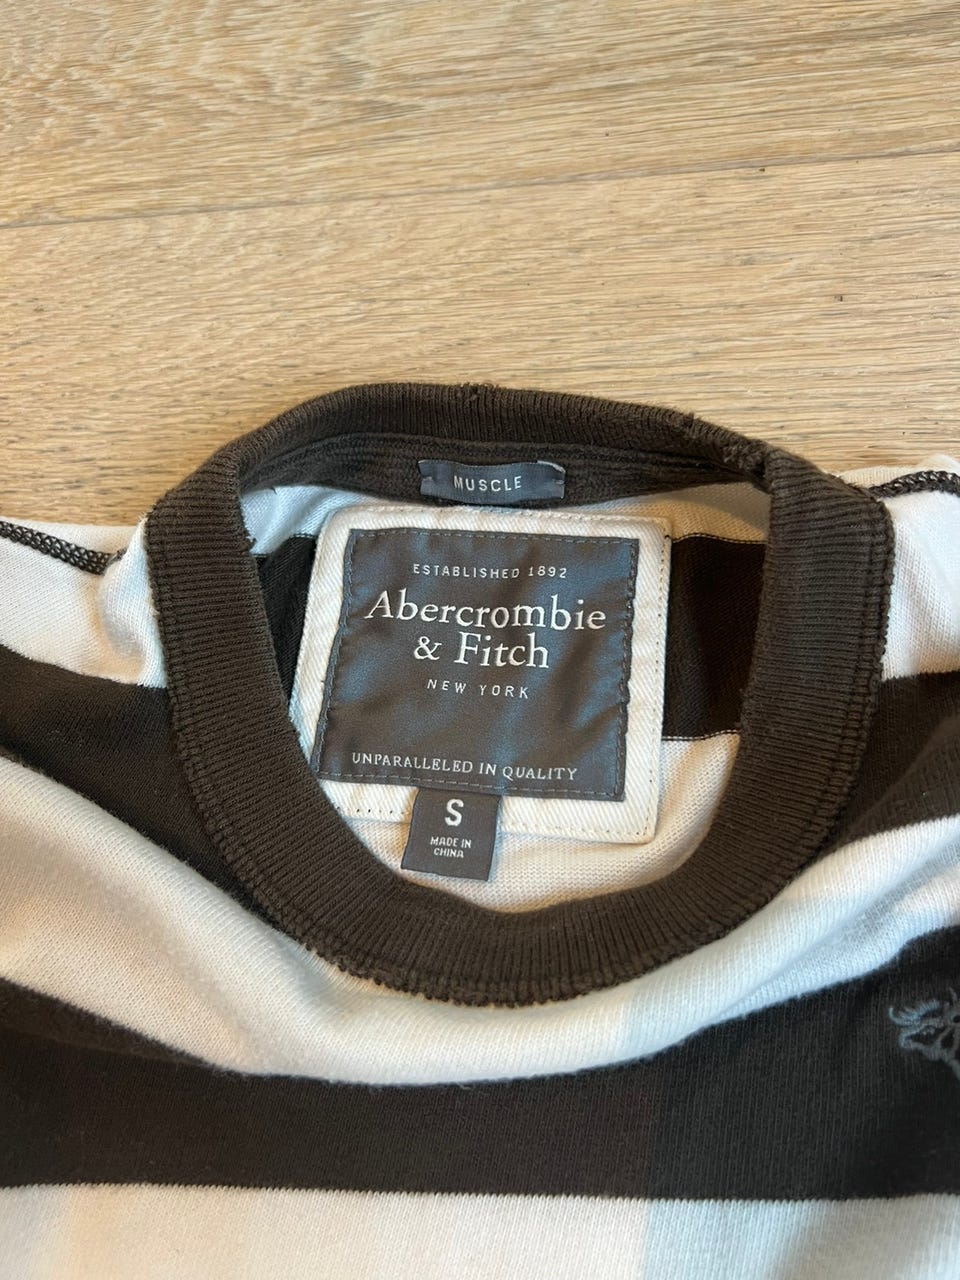 MUSCLE
ESTABLISHED 1892
Abercrombie
& Fitch
NEW YORK
UNPARALLELED IN QUALITY
S
MADE IN
CHINA